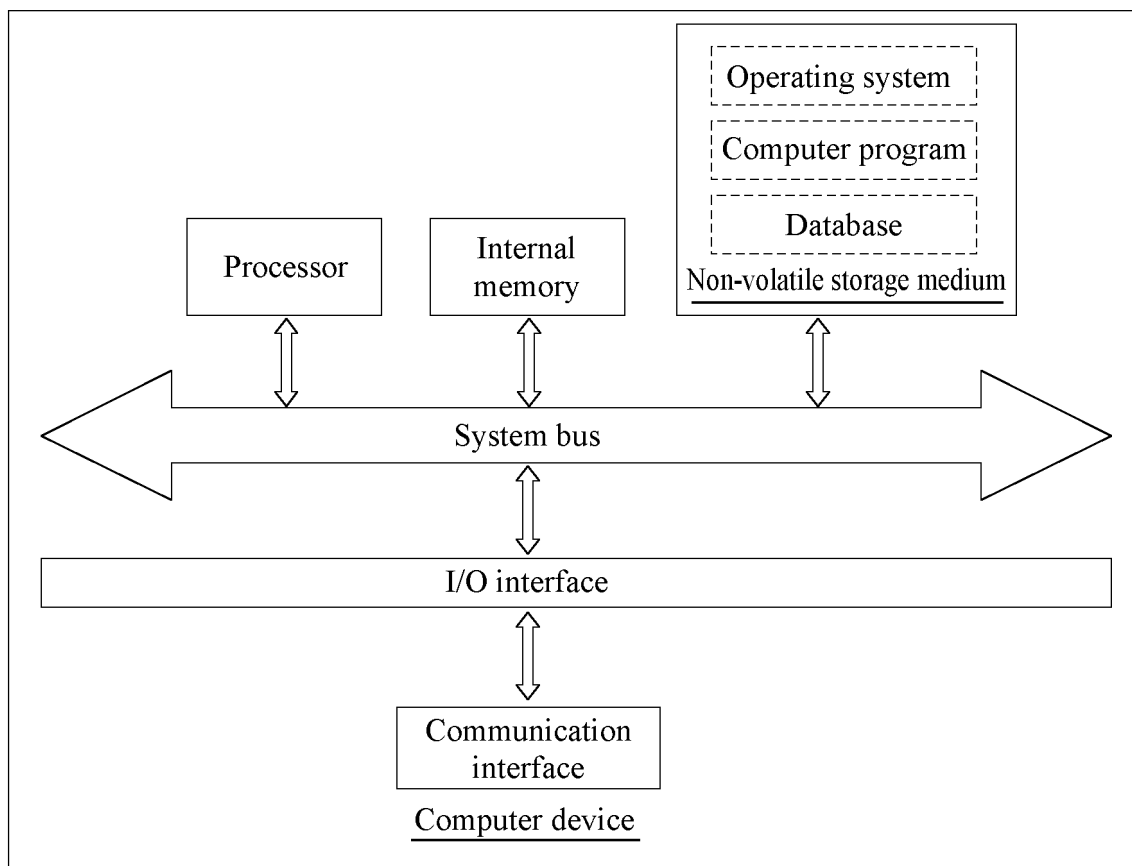 Operating system
Computer program
Database
Non-volatile storage medium
Processor
Internal
memory
System bus
I/O interface
Communication
interface
Computer device